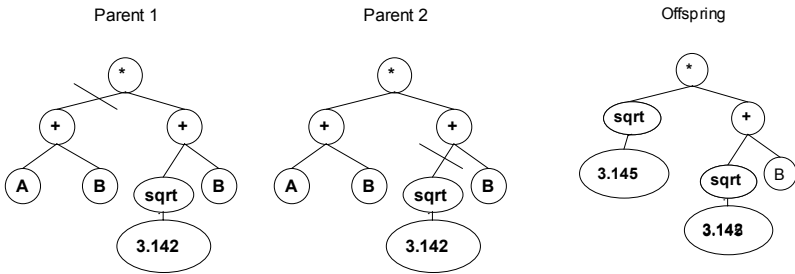 Parent 1 Parent 2 Offspring
* * *
+ + + + sqrt +
A B sqrt B A B sqrt B 3.145 sqrt B
3.142 3.142